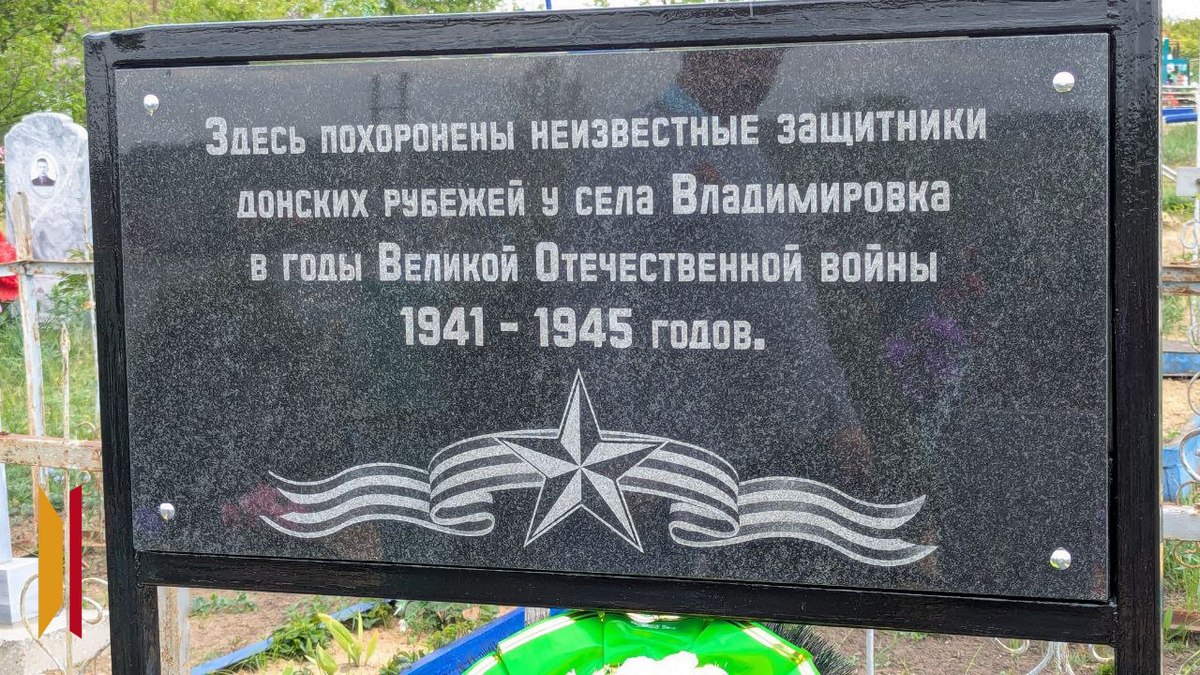 Здесь похоронены неизвестные защитники
донских рубежей у села Владимировка
в годы Великой Отечественной войны
1941 - 1945 годов.